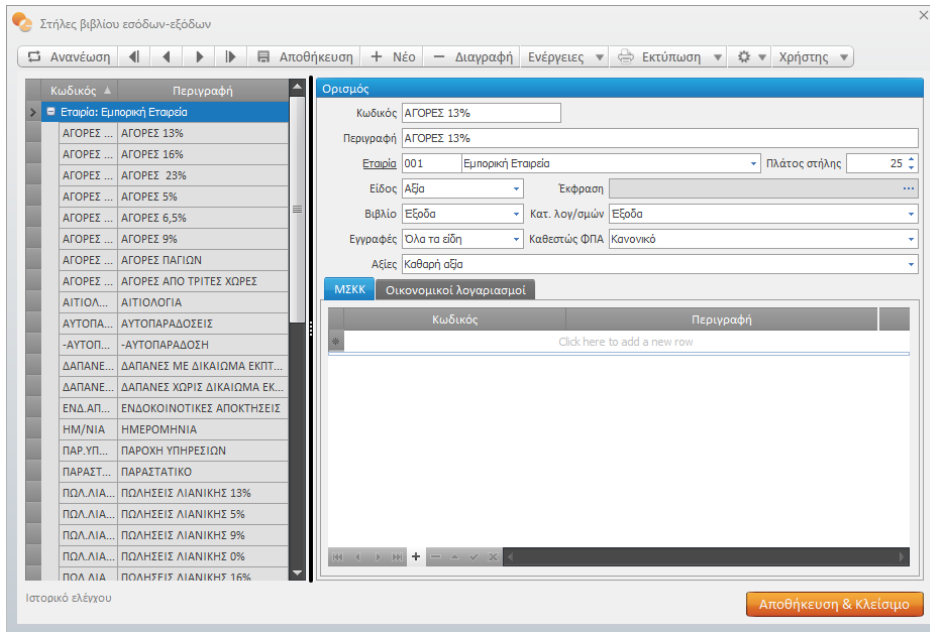 Στήλες βιβλίου εσόδων-εξόδων
Ανανέωση Αποθήκευση + Νέο − Διαγραφή Ενέργειες Εκτύπωση Χρήστης
Κωδικός Περιγραφή
Εταιρία: Εμπορική Εταιρεία
ΑΓΟΡΕΣ ... ΑΓΟΡΕΣ 13%
ΑΓΟΡΕΣ ... ΑΓΟΡΕΣ 16%
ΑΓΟΡΕΣ ... ΑΓΟΡΕΣ 23%
ΑΓΟΡΕΣ ... ΑΓΟΡΕΣ 5%
ΑΓΟΡΕΣ ... ΑΓΟΡΕΣ 6,5%
ΑΓΟΡΕΣ ... ΑΓΟΡΕΣ 9%
ΑΓΟΡΕΣ ... ΑΓΟΡΕΣ ΠΑΓΙΩΝ
ΑΓΟΡΕΣ ... ΑΓΟΡΕΣ ΑΠΟ ΤΡΙΤΕΣ ΧΩΡΕΣ
ΑΙΤΙΟΛ... ΑΙΤΙΟΛΟΓΙΑ
ΑΥΤΟΠΑ... ΑΥΤΟΠΑΡΑΔΟΣΕΙΣ
-ΑΥΤΟΠ... -ΑΥΤΟΠΑΡΑΔΟΣΗ
ΔΑΠΑΝΕ... ΔΑΠΑΝΕΣ ΜΕ ΔΙΚΑΙΩΜΑ ΕΚΠΤ...
ΔΑΠΑΝΕ... ΔΑΠΑΝΕΣ ΧΩΡΙΣ ΔΙΚΑΙΩΜΑ ΕΚ...
ΕΝΔ.ΑΠ... ΕΝΔΟΚΟΙΝΟΤΙΚΕΣ ΑΠΟΚΤΗΣΕΙΣ
ΗΜ/ΝΙΑ ΗΜΕΡΟΜΗΝΙΑ
ΠΑΡ.ΥΠ... ΠΑΡΟΧΗ ΥΠΗΡΕΣΙΩΝ
ΠΑΡΑΣΤ... ΠΑΡΑΣΤΑΤΙΚΟ
ΠΩΛ.ΛΙΑ... ΠΩΛΗΣΕΙΣ ΛΙΑΝΙΚΗΣ 13%
ΠΩΛ.ΛΙΑ... ΠΩΛΗΣΕΙΣ ΛΙΑΝΙΚΗΣ 5%
ΠΩΛ.ΛΙΑ... ΠΩΛΗΣΕΙΣ ΛΙΑΝΙΚΗΣ 9%
ΠΩΛ.ΛΙΑ... ΠΩΛΗΣΕΙΣ ΛΙΑΝΙΚΗΣ 0%
ΠΩΛ.ΛΙΑ... ΠΩΛΗΣΕΙΣ ΛΙΑΝΙΚΗΣ 16%
Ορισμός
Κωδικός ΑΓΟΡΕΣ 13%
Περιγραφή ΑΓΟΡΕΣ 13%
Εταιρία 001 Εμπορική Εταιρεία Πλάτος στήλης 25
Είδος Αξία Έκφραση ...
Βιβλίο Έξοδα Κατ. λογ/σμών Έξοδα
Εγγραφές Όλα τα είδη Καθεστώς ΦΠΑ Κανονικό
Αξίες Καθαρή αξία
ΜΣΚΚ Οικονομικοί λογαριασμοί
Κωδικός Περιγραφή
Click here to add a new row
Ιστορικό ελέγχου
Αποθήκευση & Κλείσιμο